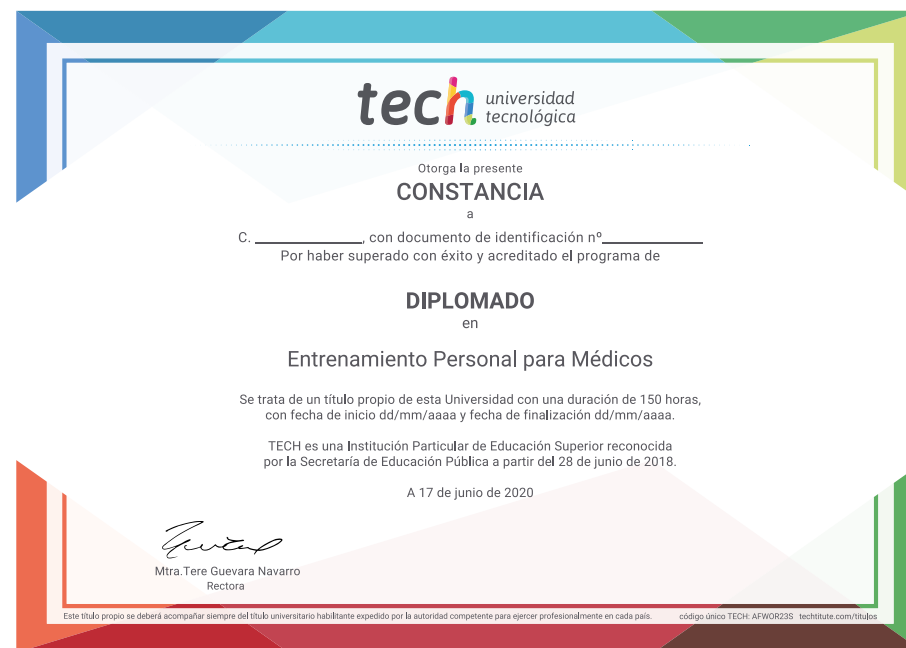 tech universidad
tecnológica
Otorga la presente
CONSTANCIA
a
C. ____________, con documento de identificación nº____________
Por haber superado con éxito y acreditado el programa de
DIPLOMADO
en
Entrenamiento Personal para Médicos
Se trata de un título propio de esta Universidad con una duración de 150 horas,
con fecha de inicio dd/mm/aaaa y fecha de finalización dd/mm/aaaa.
TECH es una Institución Particular de Educación Superior reconocida
por la Secretaría de Educación Pública a partir del 28 de junio de 2018.
A 17 de junio de 2020
Mtra.Tere Guevara Navarro
Rectora
Este título propio se deberá acompañar siempre del título universitario habilitante expedido por la autoridad competente para ejercer profesionalmente en cada país. código único TECH: AFWOR23S techtitute.com/titulos